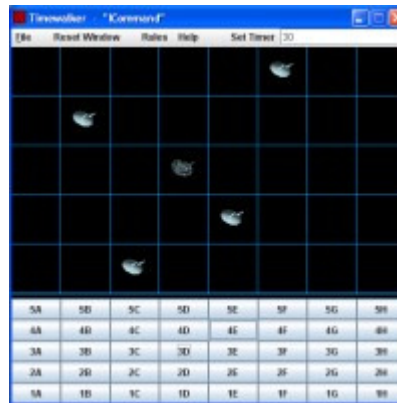 Timewalker - "Kommand"
File Reset Window Rules Help Set Timer 30
5A 5B 5C 5D 5E 5F 5G 5H
4A 4B 4C 4D 4E 4F 4G 4H
3A 3B 3C 3D 3E 3F 3G 3H
2A 2B 2C 2D 2E 2F 2G 2H
1A 1B 1C 1D 1E 1F 1G 1H